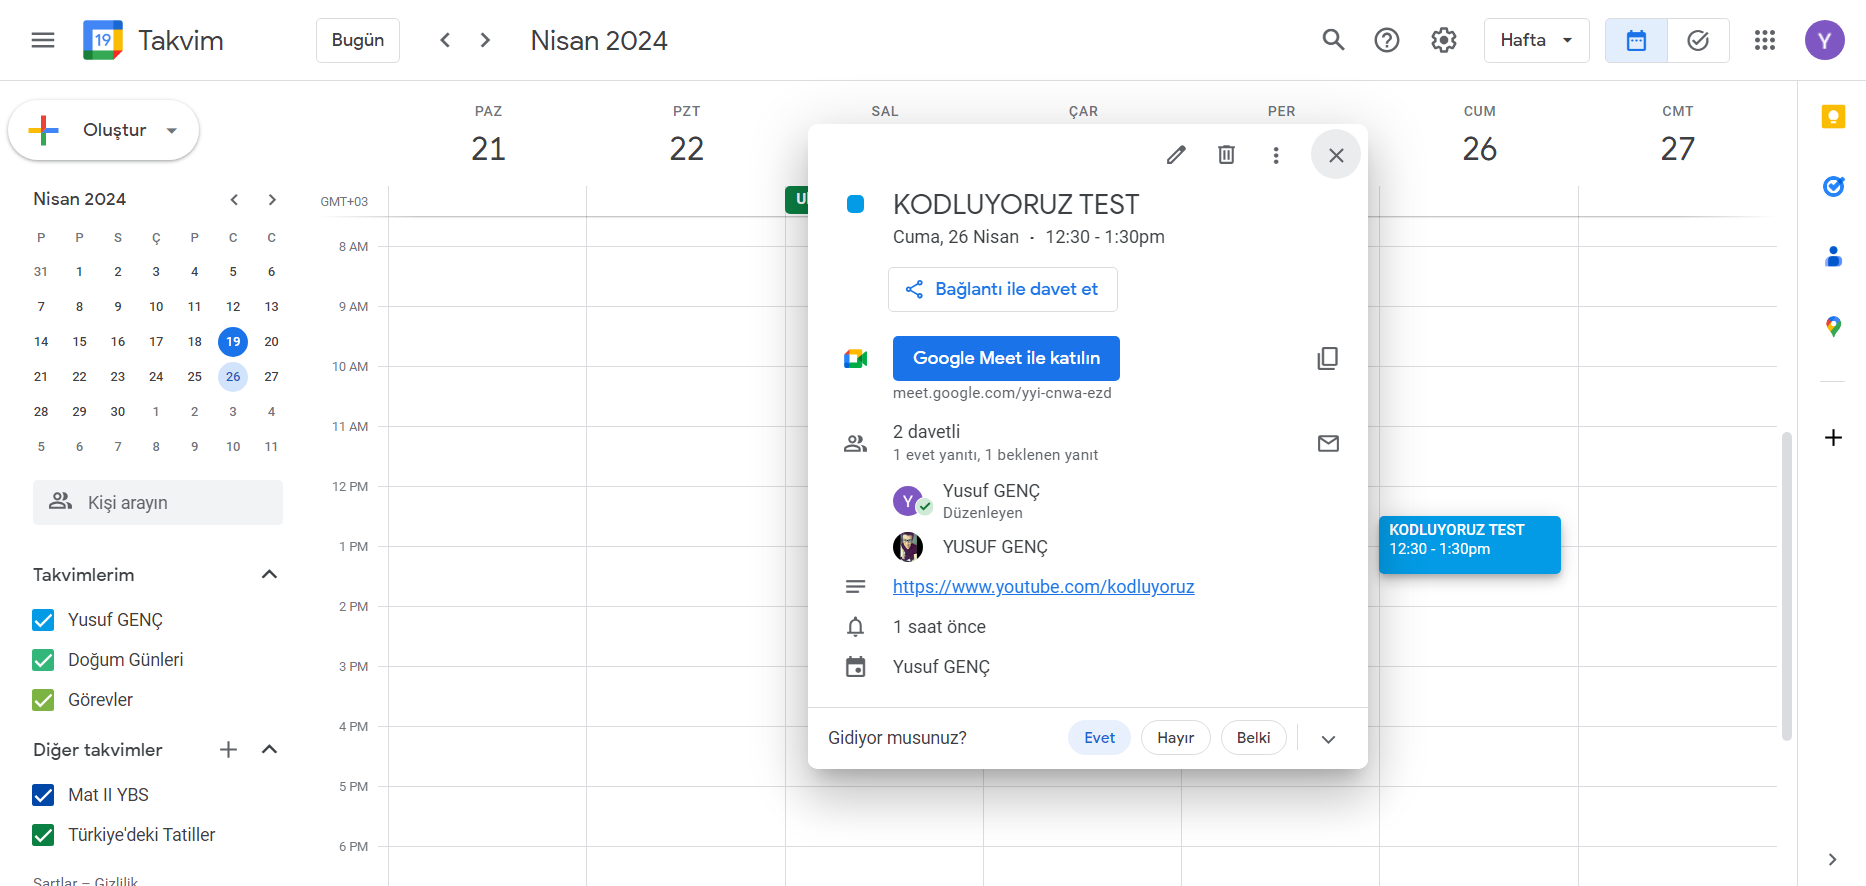 19
Takvim
Bugün
Nisan 2024
Hafta
Y
Oluştur
PAZ
21
PZT
22
SAL
ÇAR
PER
CUM
26
CMT
27
Nisan 2024
P P S Ç P C C
31 1 2 3 4 5 6
7 8 9 10 11 12 13
14 15 16 17 18 19 20
21 22 23 24 25 26 27
28 29 30 1 2 3 4
5 6 7 8 9 10 11
Kişi arayın
Takvimlerim
Yusuf GENÇ
Doğum Günleri
Görevler
Diğer takvimler
Mat II YBS
Türkiye'deki Tatiller
Şartlar – Gizlilik
GMT+03
8 AM
9 AM
10 AM
11 AM
12 PM
1 PM
2 PM
3 PM
4 PM
5 PM
6 PM
KODLUYORUZ TEST
Cuma, 26 Nisan · 12:30 - 1:30pm
Bağlantı ile davet et
Google Meet ile katılın
meet.google.com/yyi-cnwa-ezd
2 davetli
1 evet yanıtı, 1 beklenen yanıt
Y
Yusuf GENÇ
Düzenleyen
YUSUF GENÇ
https://www.youtube.com/kodluyoruz
1 saat önce
Yusuf GENÇ
Gidiyor musunuz?
Evet
Hayır
Belki
KODLUYORUZ TEST
12:30 - 1:30pm